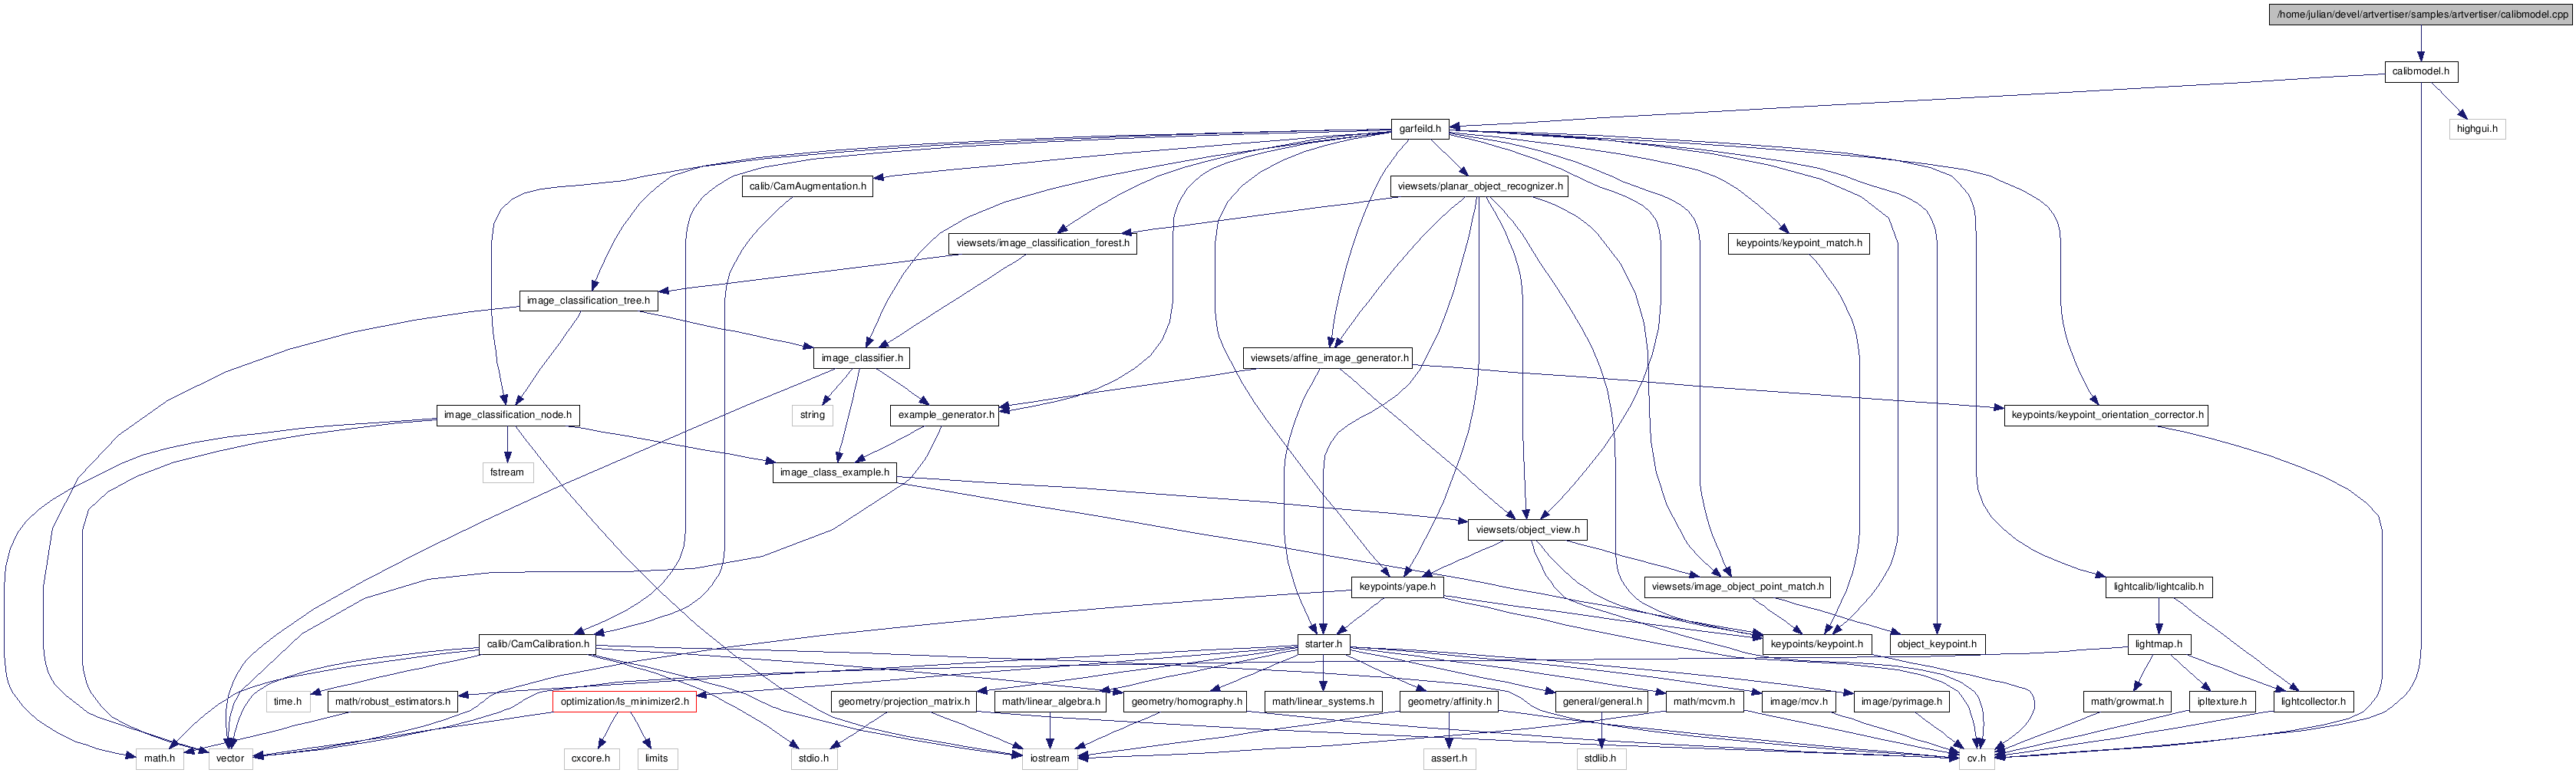 /home/julian/devel/artvertiser/samples/artvertiser/calibmodel.cpp
calibmodel.h
garfeild.h
highgui.h
calib/CamAugmentation.h
viewsets/planar_object_recognizer.h
viewsets/image_classification_forest.h
keypoints/keypoint_match.h
image_classification_tree.h
image_classifier.h
viewsets/affine_image_generator.h
image_classification_node.h
string
example_generator.h
keypoints/keypoint_orientation_corrector.h
fstream
image_class_example.h
viewsets/object_view.h
keypoints/yape.h
viewsets/image_object_point_match.h
lightcalib/lightcalib.h
calib/CamCalibration.h
starter.h
keypoints/keypoint.h
object_keypoint.h
lightmap.h
time.h
math/robust_estimators.h
optimization/ls_minimizer2.h
geometry/projection_matrix.h
math/linear_algebra.h
geometry/homography.h
math/linear_systems.h
geometry/affinity.h
general/general.h
math/mcvm.h
image/mcv.h
image/pyrimage.h
math/growmat.h
ipltexture.h
lightcollector.h
math.h
vector
cxcore.h
limits
stdio.h
iostream
assert.h
stdlib.h
cv.h